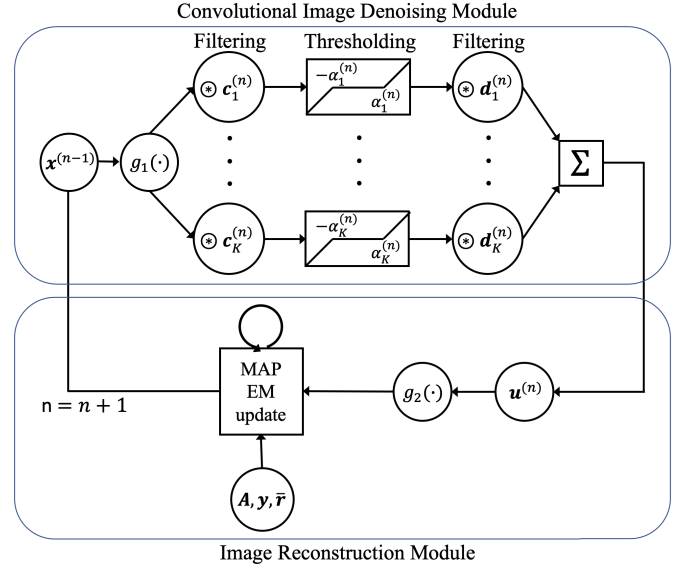 Convolutional Image Denoising Module
Filtering Thresholding Filtering
⊛ c₁⁽ⁿ⁾ −α₁⁽ⁿ⁾ α₁⁽ⁿ⁾ ⊛ d₁⁽ⁿ⁾
x⁽ⁿ⁻¹⁾ g₁(·) Σ
⊛ c_K⁽ⁿ⁾ −α_K⁽ⁿ⁾ α_K⁽ⁿ⁾ ⊛ d_K⁽ⁿ⁾
MAP
EM
update
g₂(·) u⁽ⁿ⁾
n = n + 1
A, y, r̄
Image Reconstruction Module